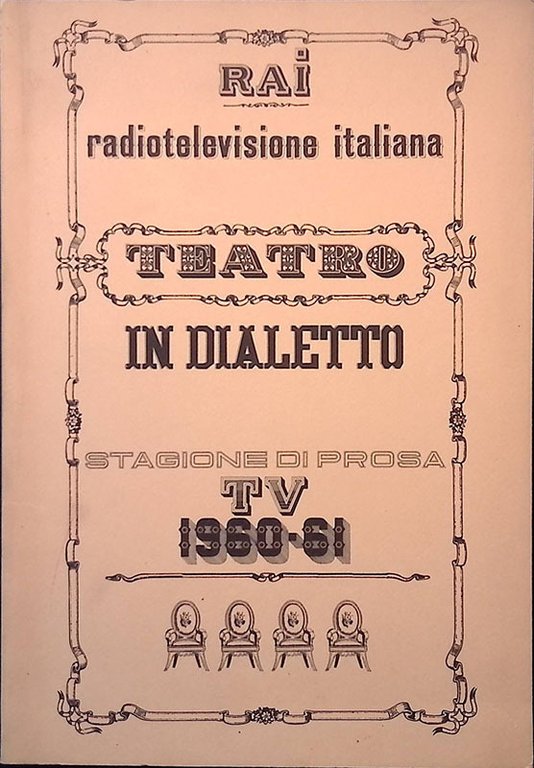 RAi
radiotelevisione italiana
TEATRO
IN DIALETTO
STAGIONE DI PROSA
TV
1960-61